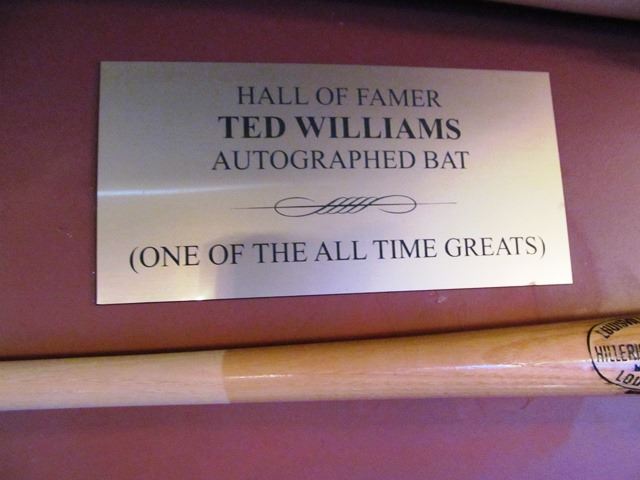 HALL OF FAMER
TED WILLIAMS
AUTOGRAPHED BAT
(ONE OF THE ALL TIME GREATS)